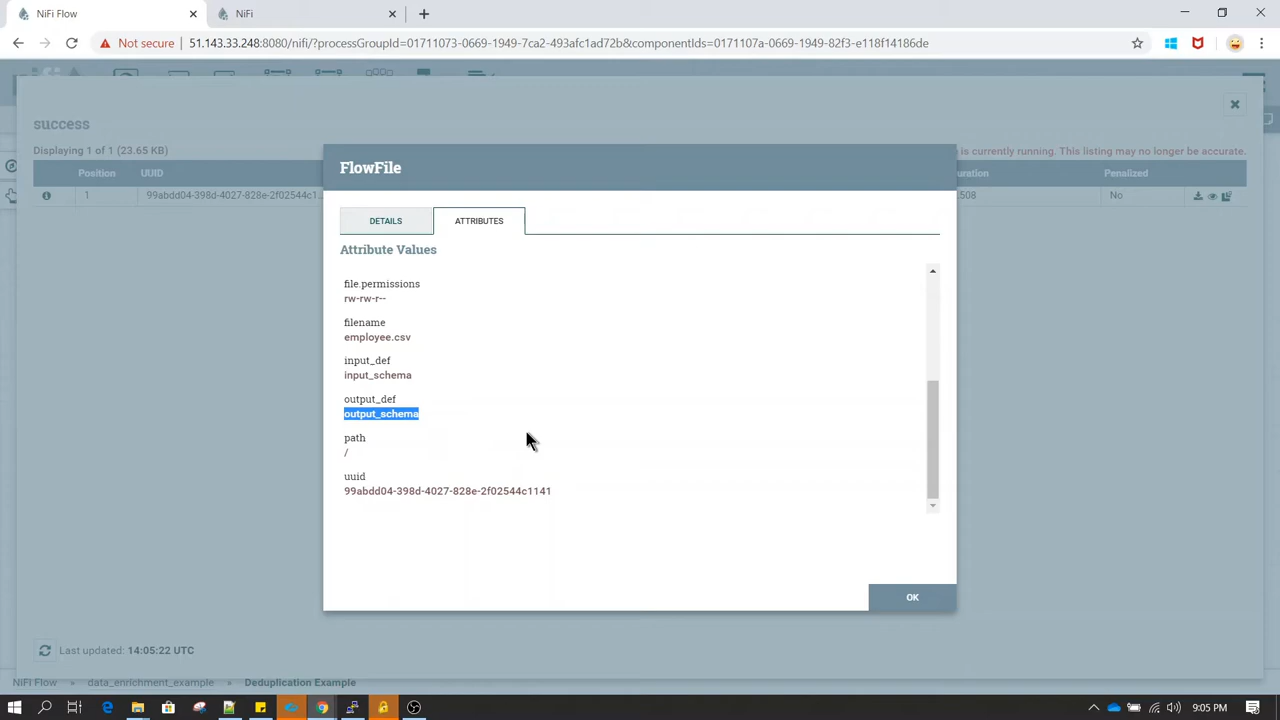 NiFi Flow
NiFi
Not secure
51.143.33.248:8080/nifi/?processGroupId=01711073-0669-1949-7ca2-493afc1ad72b&componentIds=0171107a-0669-1949-82f3-e118f14186de
success
Displaying 1 of 1 (23.65 KB)
is currently running. This listing may no longer be accurate.
Position UUID Penalized
1 99abdd04-398d-4027-828e-2f02544c1... .508 No
FlowFile
DETAILS ATTRIBUTES
Attribute Values
file.permissions
rw-rw-r--
filename
employee.csv
input_def
input_schema
output_def
output_schema
path
/
uuid
99abdd04-398d-4027-828e-2f02544c1141
OK
Last updated: 14:05:22 UTC
NiFi Flow » data_enrichment_example » Deduplication Example
9:05 PM